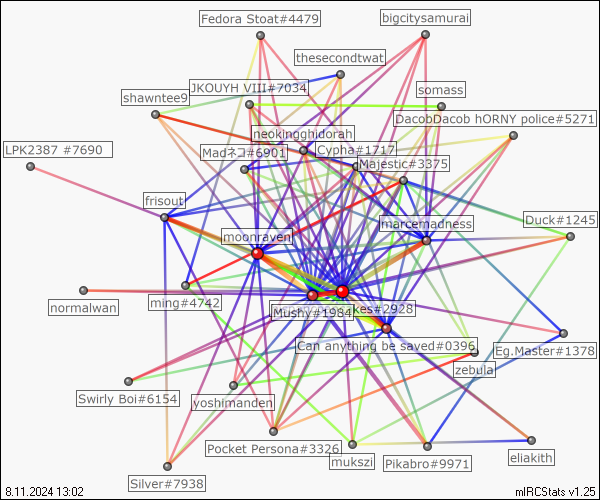 Fedora Stoat#4479
bigcitysamurai
thesecondtwat
JKOUYH VIII#7034
somass
shawntee9
DacobDacob hORNY police#5271
neokingghidorah
LPK2387 #7690
Madネコ#6901
Cypha#1717
Majestic#3375
frisout
marcemadness
Duck#1245
moonraven
ming#4742
normalwan
Mushy#1984
kes#2928
Can anything be saved#0396
Eg.Master#1378
zebula
Swirly Boi#6154
yoshimanden
Pocket Persona#3326
mukszi
Pikabro#9971
eliakith
Silver#7938
8.11.2024 13:02
mIRCStats v1.25